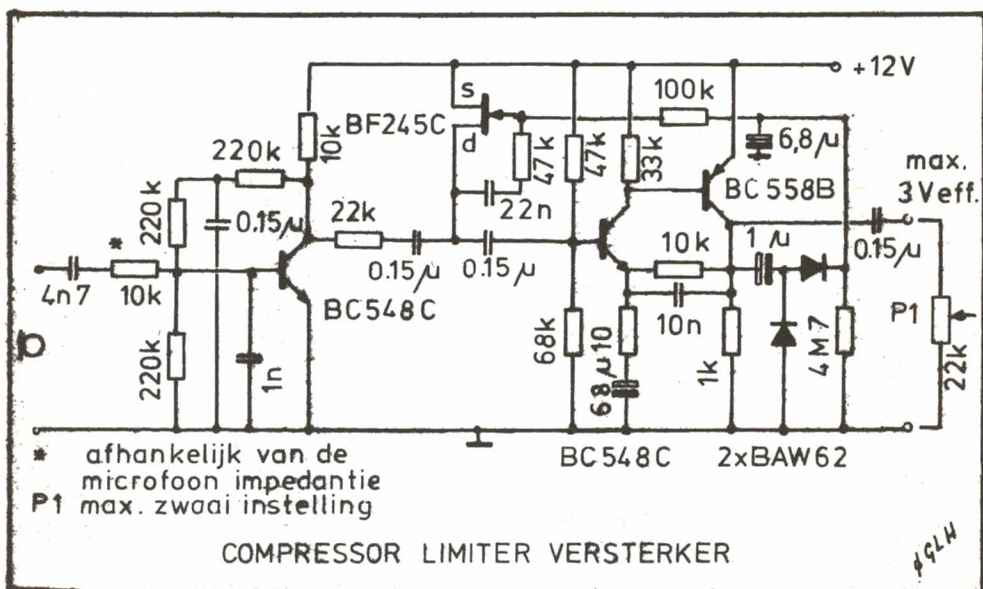 +12V
s
BF245C
d
10k
100k
6,8µ
47k
47k
33k
BC558B
max.
3Veff.
220k
220k
0.15µ
22k
22n
*
4n7
10k
BC548C
0.15µ
0.15µ
10k
1µ
0.15µ
10n
P1
220k
1n
68k
10
68µ
1k
4M7
22k
BC548C
2xBAW62
* afhankelijk van de
microfoon impedantie
P1 max. zwaai instelling
COMPRESSOR LIMITER VERSTERKER